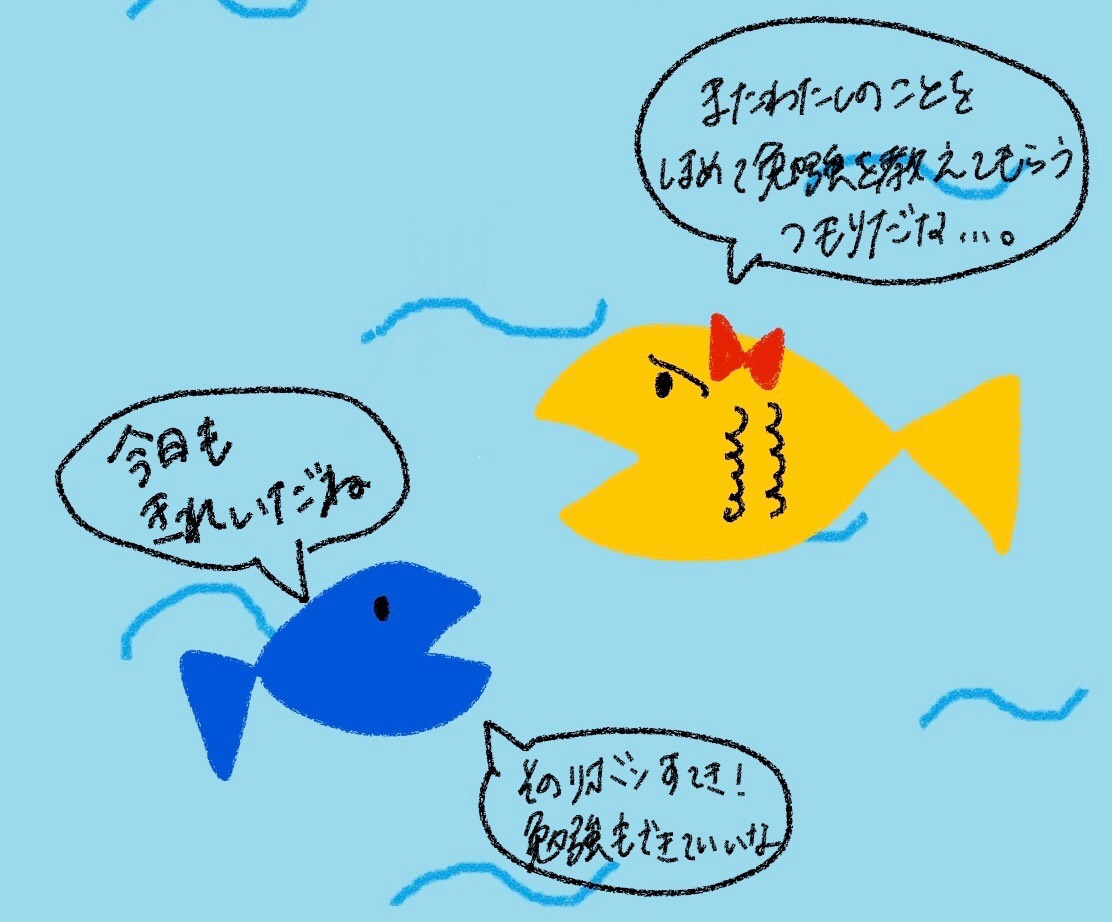 またわたしのことを
ほめて勉強を教えてもらう
つもりだな…。
今日も
きれいだね
そのリボンすてき！
勉強もできていいな